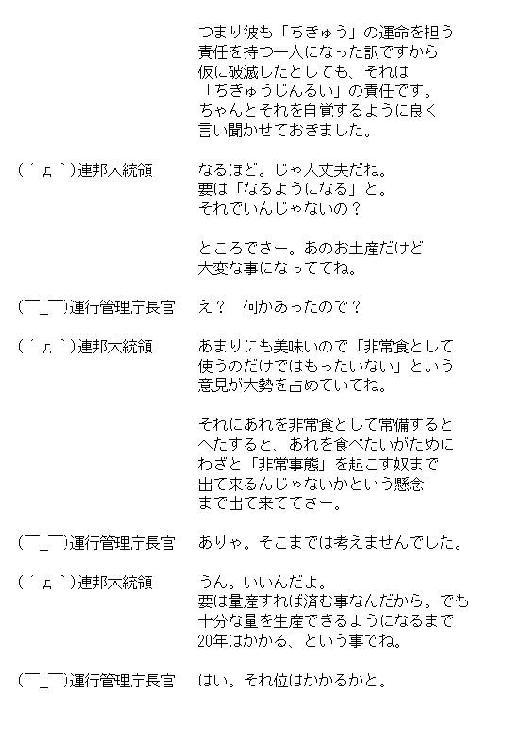 つまり波も「ぢぎゅう」の運命を担う
責任を持つ一人になった訳ですから
仮に破滅したとしても、それは
「ぢぎゅうじんるい」の責任です。
ちゃんとそれを自覚するように良く
言い聞かせておきました。
(´д｀)連邦大統領 なるほど。じゃ大丈夫だね。
要は「なるようになる」と。
それでいんじゃないの？
ところでさー。あのお土産だけど
大変な事になっててね。
(￣_￣)運行管理庁長官 え？ 何かあったので？
(´д｀)連邦大統領 あまりにも美味いので「非常食として
使うのだけではもったいない」という
意見が大勢を占めていてね。
それにあれを非常食として常備すると
へたすると、あれを食べたいがために
わざと「非常事態」を起こす奴まで
出て来るんじゃないかという懸念
まで出て来ててさー。
(￣_￣)運行管理庁長官 ありゃ。そこまでは考えませんでした。
(´д｀)連邦大統領 うん。いいんだよ。
要は量産すれば済む事なんだから。でも
十分な量を生産できるようになるまで
20年はかかる、という事でね。
(￣_￣)運行管理庁長官 はい。それ位はかかるかと。